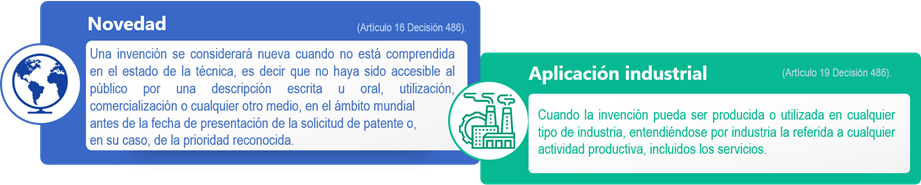 Novedad
(Artículo 16 Decisión 486).
Una invención se considerará nueva cuando no está comprendida
en el estado de la técnica, es decir que no haya sido accesible al
público por una descripción escrita u oral, utilización,
comercialización o cualquier otro medio, en el ámbito mundial
antes de la fecha de presentación de la solicitud de patente o,
en su caso, de la prioridad reconocida.
Aplicación industrial
(Artículo 19 Decisión 486).
Cuando la invención pueda ser producida o utilizada en cualquier
tipo de industria, entendiéndose por industria la referida a cualquier
actividad productiva, incluidos los servicios.